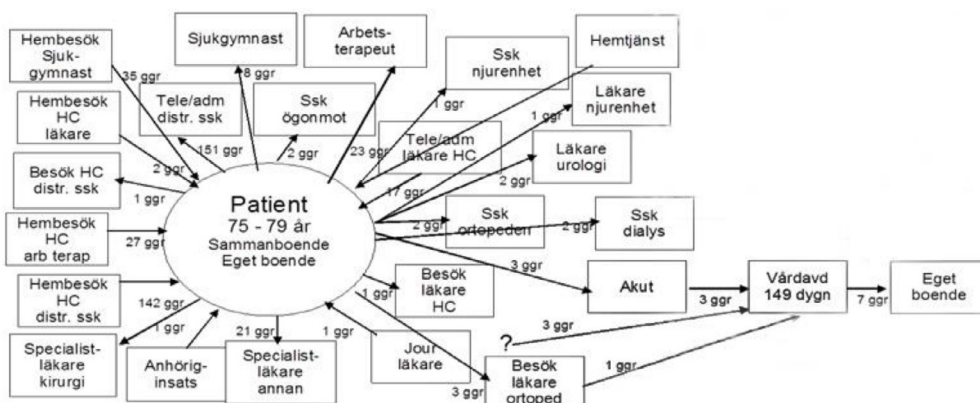 Hembesök
Sjuk-
gymnast
35 ggr
Sjukgymnast
8 ggr
Arbets-
terapeut
23 ggr
Ssk
njurenhet
1 ggr
Hemtjänst
Hembesök
HC
läkare
2 ggr
Tele/adm
distr. ssk
151 ggr
Ssk
ögonmot
2 ggr
Tele/adm
läkare HC
17 ggr
Läkare
njurenhet
1 ggr
Läkare
urologi
2 ggr
Besök HC
distr. ssk
1 ggr
Patient
75 - 79 år
Sammanboende
Eget boende
Ssk
ortopeden
2 ggr
Ssk
dialys
2 ggr
Hembesök
HC
arb terap
27 ggr
Hembesök
HC
distr. ssk
142 ggr
Besök
läkare
HC
1 ggr
Akut
3 ggr
3 ggr
Vårdavd
149 dygn
7 ggr
Eget
boende
Specialist-
läkare
kirurgi
1 ggr
Anhörig-
insats
Specialist-
läkare
annan
21 ggr
Jour
läkare
1 ggr
?
3 ggr
Besök
läkare
ortoped
3 ggr
1 ggr